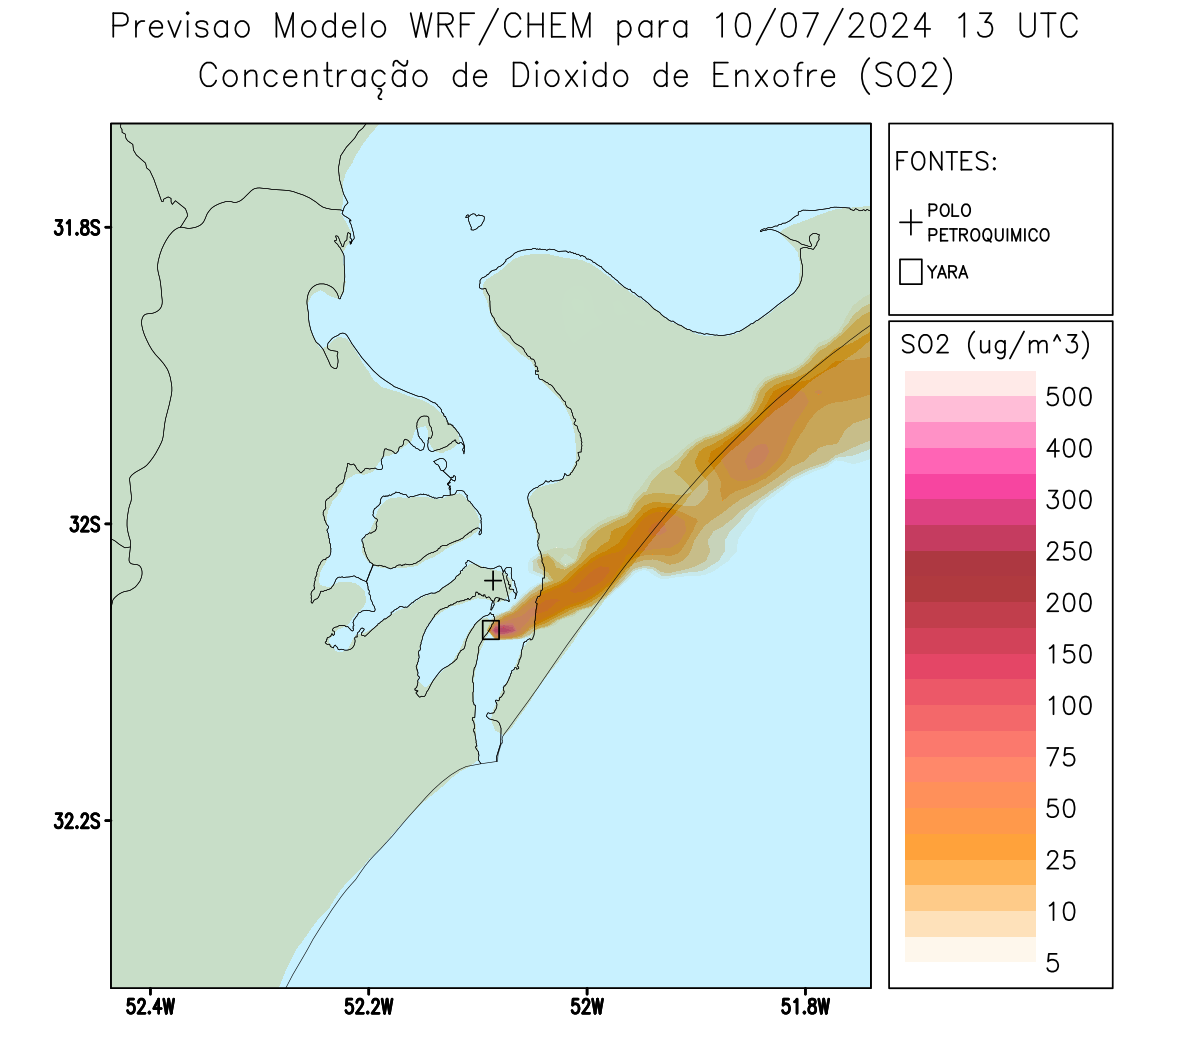 Previsao Modelo WRF/CHEM para 10/07/2024 13 UTC
Concentração de Dioxido de Enxofre (SO2)
FONTES:
POLO
PETROQUIMICO
YARA
SO2 (ug/m^3)
500
400
300
250
200
150
100
75
50
25
10
5
31.8S
32S
32.2S
52.4W
52.2W
52W
51.8W